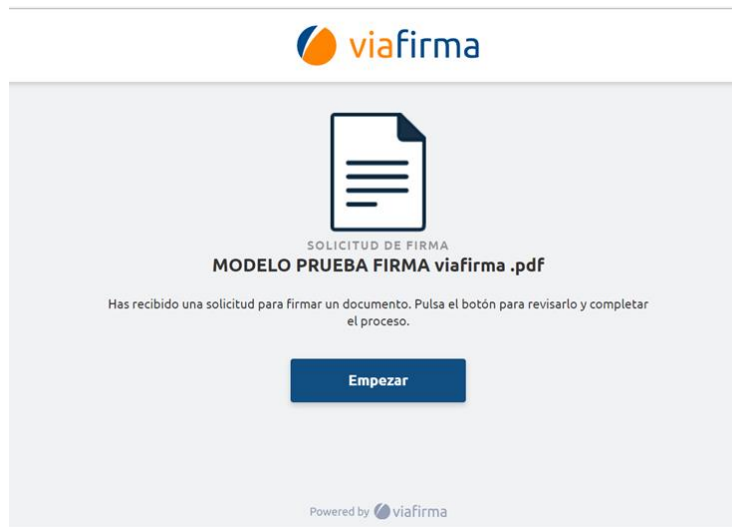 viafirma
SOLICITUD DE FIRMA
MODELO PRUEBA FIRMA viafirma .pdf
Has recibido una solicitud para firmar un documento. Pulsa el botón para revisarlo y completar
el proceso.
Empezar
Powered by viafirma